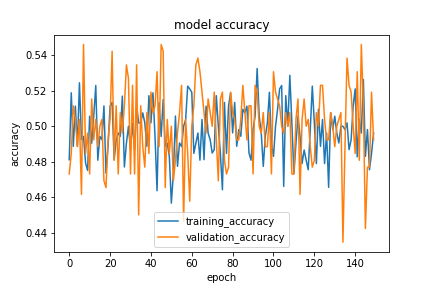 model accuracy
0.54
0.52
0.50
0.48
0.46
0.44
accuracy
training_accuracy
validation_accuracy
0 20 40 60 80 100 120 140
epoch